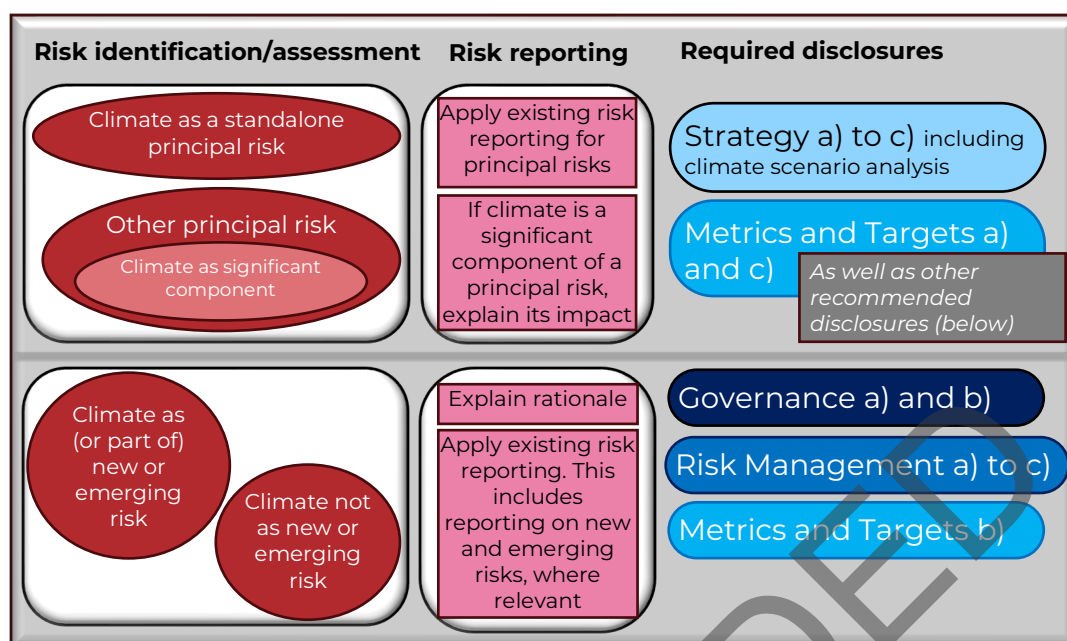 Risk identification/assessment
Risk reporting
Required disclosures
Climate as a standalone
principal risk
Other principal risk
Climate as significant
component
Apply existing risk
reporting for
principal risks
If climate is a
significant
component of a
principal risk,
explain its impact
Strategy a) to c) including
climate scenario analysis
Metrics and Targets a)
and c)
As well as other
recommended
disclosures (below)
Climate as
(or part of)
new or
emerging
risk
Climate not
as new or
emerging
risk
Explain rationale
Apply existing risk
reporting. This
includes
reporting on new
and emerging
risks, where
relevant
Governance a) and b)
Risk Management a) to c)
Metrics and Targets b)